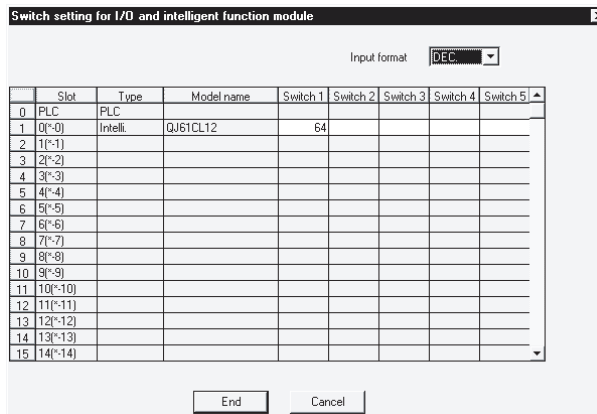 Switch setting for I/O and intelligent function module
Input format DEC.
Slot Type Model name Switch 1 Switch 2 Switch 3 Switch 4 Switch 5
0 PLC PLC
1 0(*-0) Intelli. QJ61CL12 64
2 1(*-1)
3 2(*-2)
4 3(*-3)
5 4(*-4)
6 5(*-5)
7 6(*-6)
8 7(*-7)
9 8(*-8)
10 9(*-9)
11 10(*-10)
12 11(*-11)
13 12(*-12)
14 13(*-13)
15 14(*-14)
End Cancel